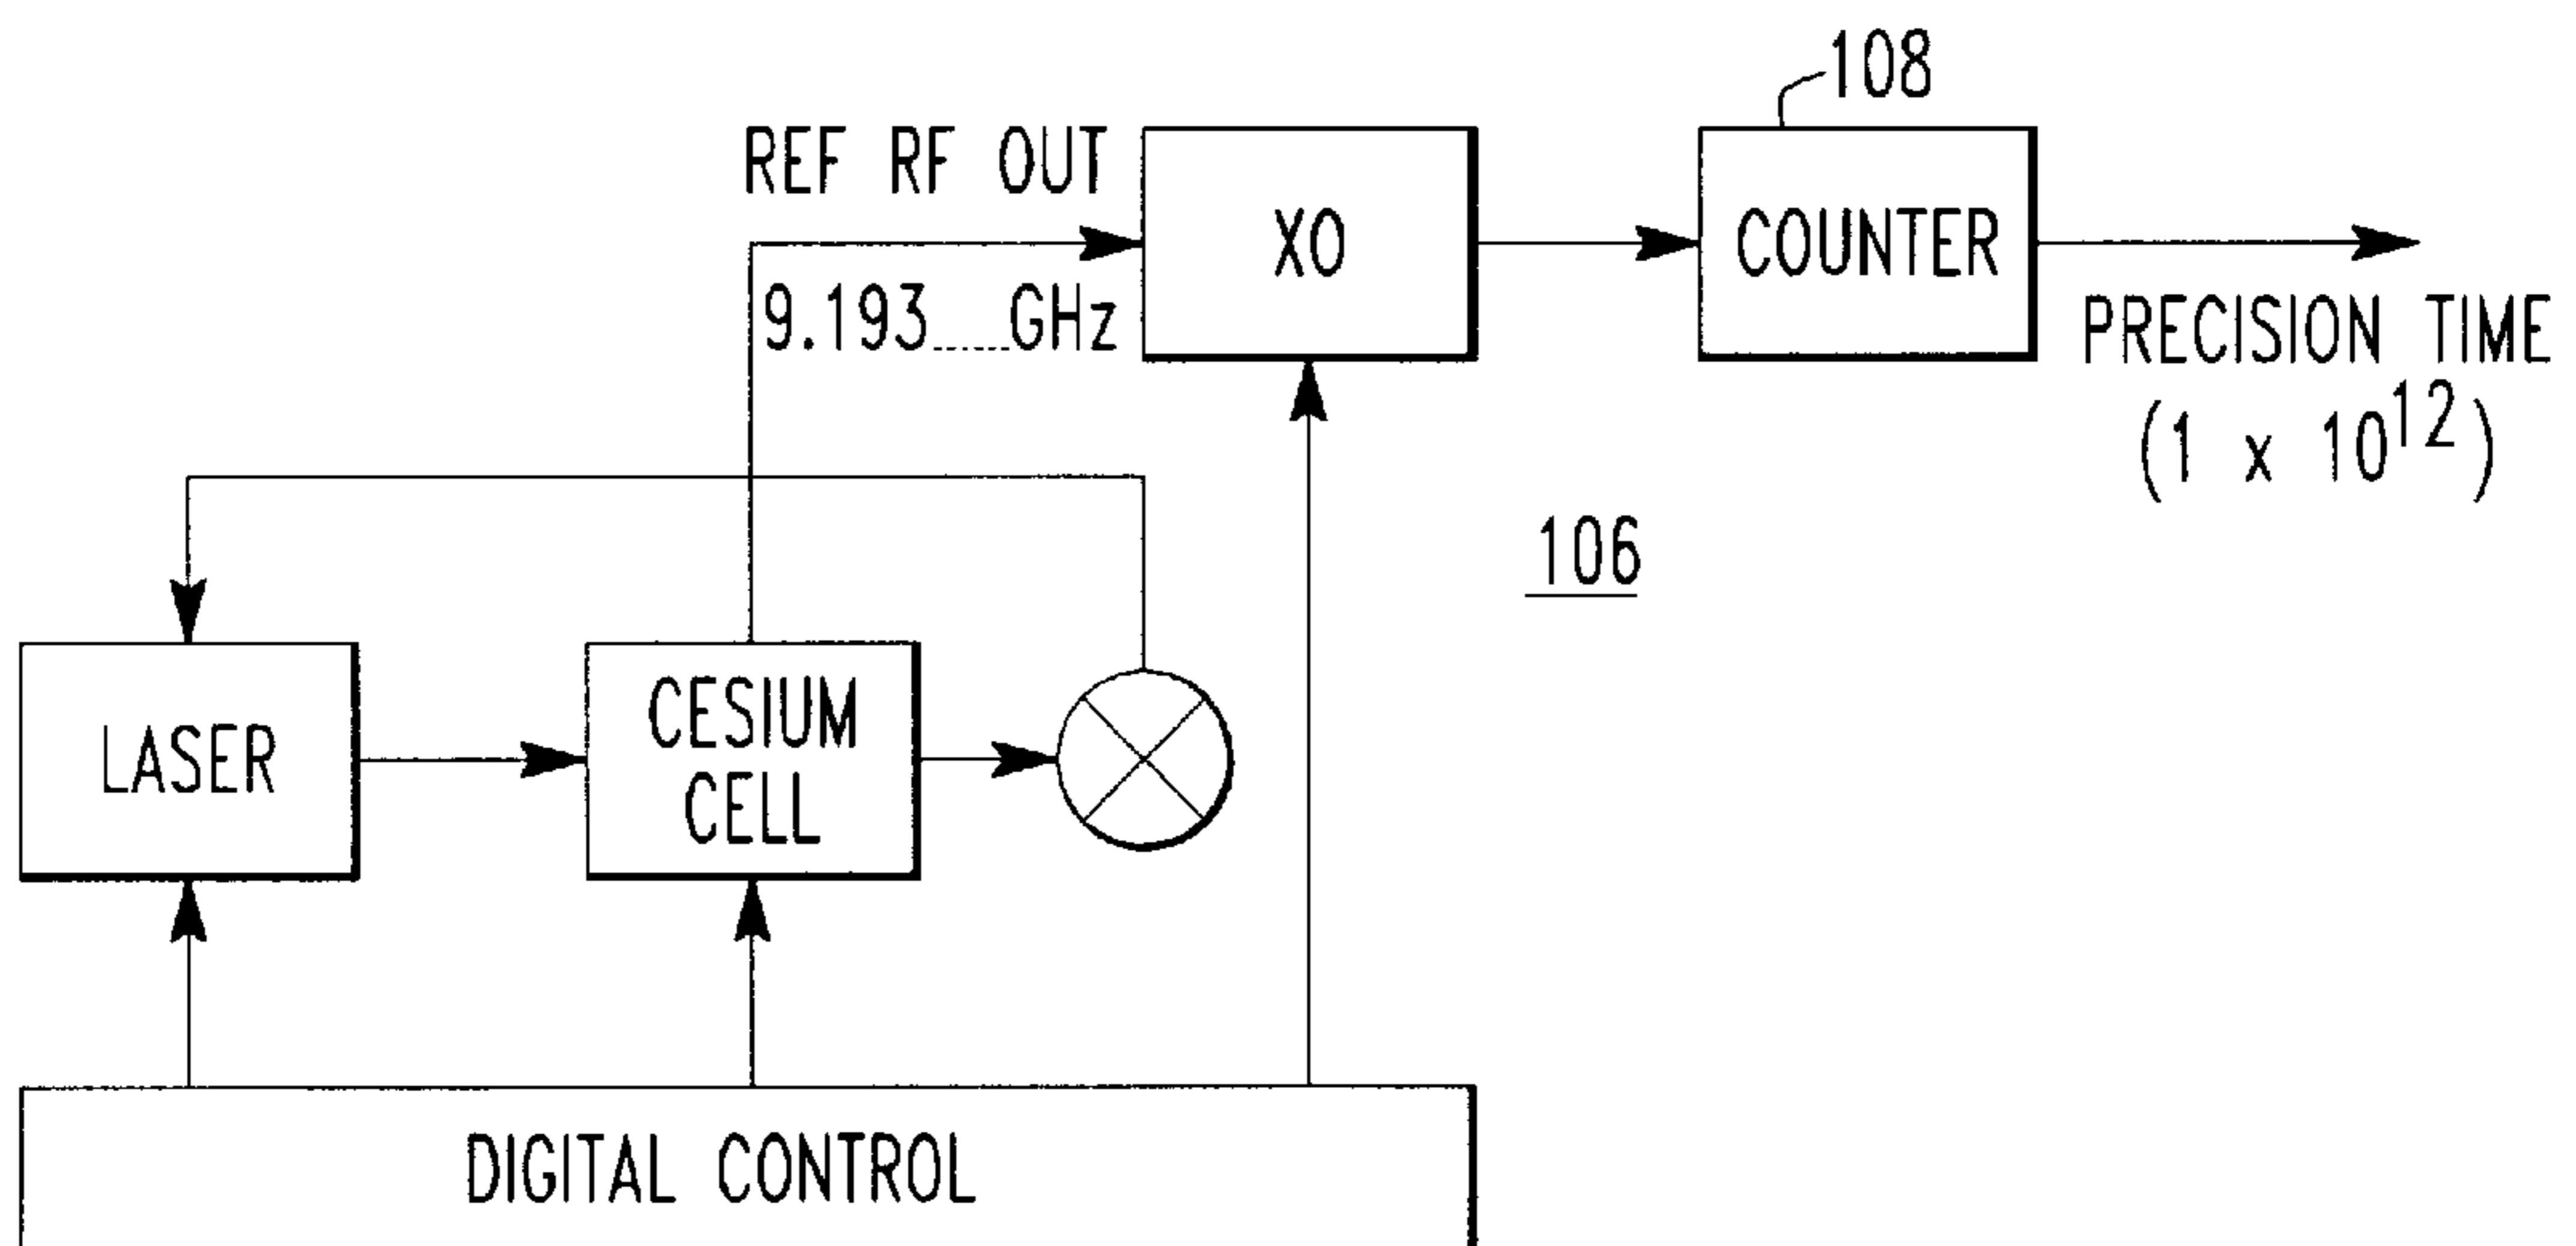 108
REF RF OUT
XO
COUNTER
9.193.....GHz
PRECISION TIME
(1 x 10^12)
106
LASER
CESIUM
CELL
DIGITAL CONTROL